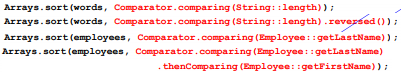 Arrays.sort(words, Comparator.comparing(String::length));
Arrays.sort(words, Comparator.comparing(String::length).reversed());
Arrays.sort(employees, Comparator.comparing(Employee::getLastName));
Arrays.sort(employees, Comparator.comparing(Employee::getLastName)
.thenComparing(Employee::getFirstName));